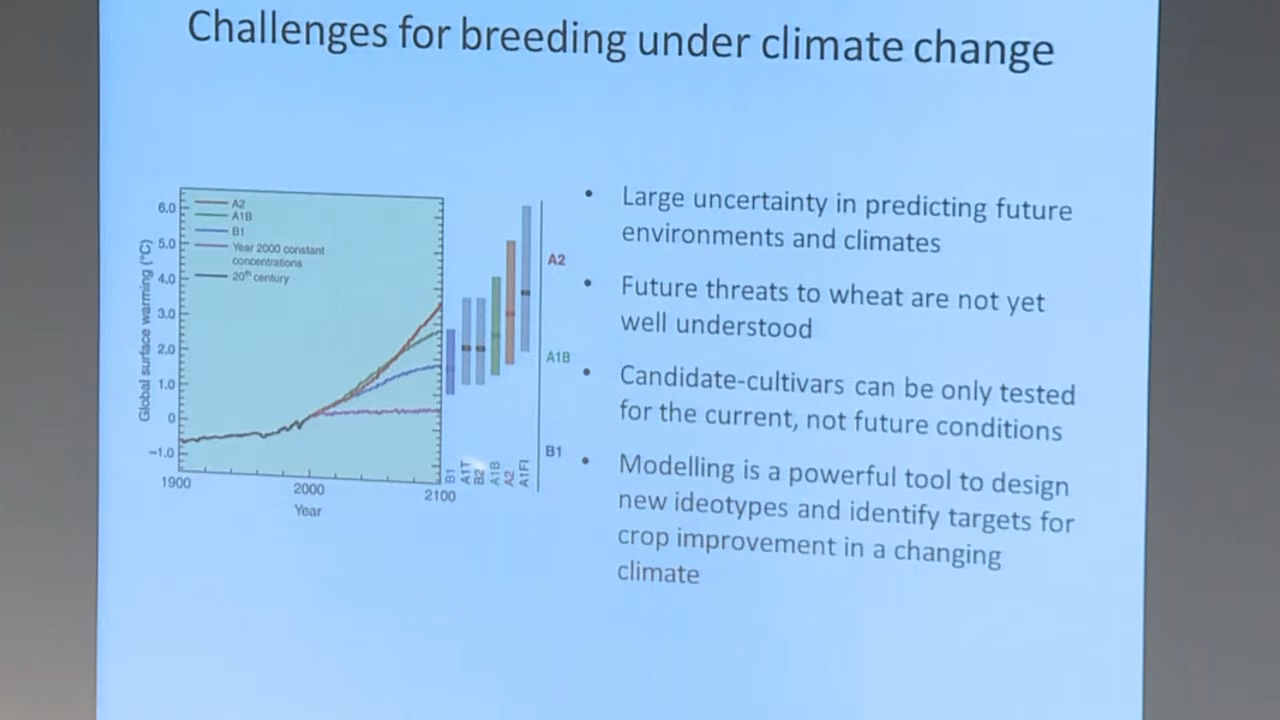 Challenges for breeding under climate change
Global surface warming (°C)
6.0
5.0
4.0
3.0
2.0
1.0
0
−1.0
A2
A1B
B1
Year 2000 constant
concentrations
20th century
1900
2000
2100
Year
B1
A1T
B2
A1B
A2
A1FI
A2
A1B
B1
• Large uncertainty in predicting future
environments and climates
• Future threats to wheat are not yet
well understood
• Candidate-cultivars can be only tested
for the current, not future conditions
• Modelling is a powerful tool to design
new ideotypes and identify targets for
crop improvement in a changing
climate